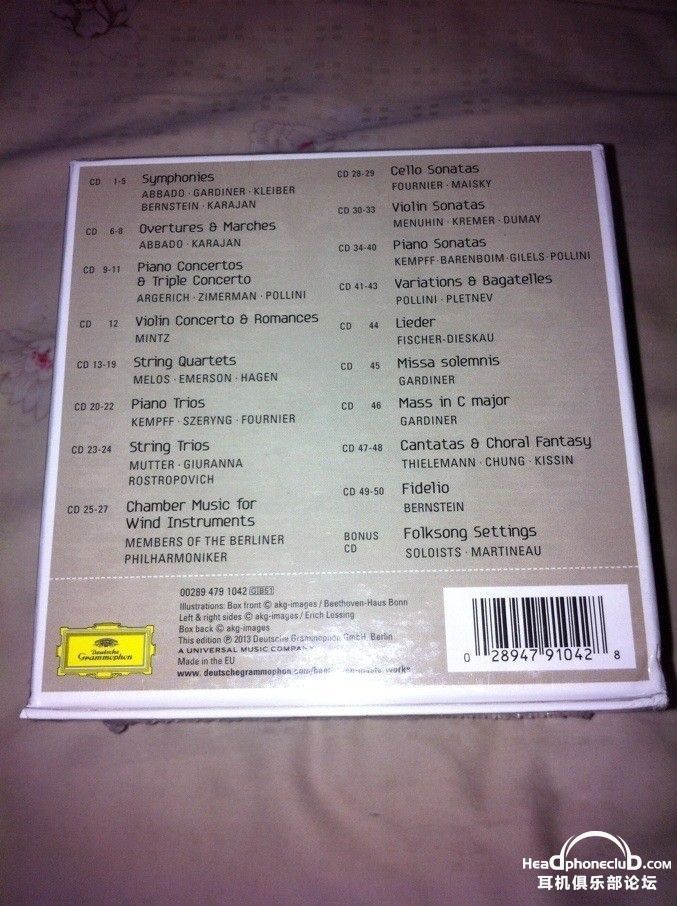 CD 1-5 Symphonies
ABBADO · GARDINER · KLEIBER
BERNSTEIN · KARAJAN
CD 6-8 Overtures & Marches
ABBADO · KARAJAN
CD 9-11 Piano Concertos
& Triple Concerto
ARGERICH · ZIMERMAN · POLLINI
CD 12 Violin Concerto & Romances
MINTZ
CD 13-19 String Quartets
MELOS · EMERSON · HAGEN
CD 20-22 Piano Trios
KEMPFF · SZERYNG · FOURNIER
CD 23-24 String Trios
MUTTER · GIURANNA
ROSTROPOVICH
CD 25-27 Chamber Music for
Wind Instruments
MEMBERS OF THE BERLINER
PHILHARMONIKER
CD 28-29 Cello Sonatas
FOURNIER · MAISKY
CD 30-33 Violin Sonatas
MENUHIN · KREMER · DUMAY
CD 34-40 Piano Sonatas
KEMPFF · BARENBOIM · GILELS · POLLINI
CD 41-43 Variations & Bagatelles
POLLINI · PLETNEV
CD 44 Lieder
FISCHER-DIESKAU
CD 45 Missa solemnis
GARDINER
CD 46 Mass in C major
GARDINER
CD 47-48 Cantatas & Choral Fantasy
THIELEMANN · CHUNG · KISSIN
CD 49-50 Fidelio
BERNSTEIN
BONUS CD Folksong Settings
SOLOISTS · MARTINEAU
00289 479 1042 GB51
Illustrations: Box front © akg-images / Beethoven-Haus Bonn
Left & right sides © akg-images / Erich Lessing
Box back © akg-images
This edition ℗ 2013 Deutsche Grammophon GmbH, Berlin
A UNIVERSAL MUSIC COMPANY
Made in the EU
www.deutschegrammophon.com/
Deutsche
Grammophon
0 28947 91042 8
HeadphoneclUb.com
耳机俱乐部论坛